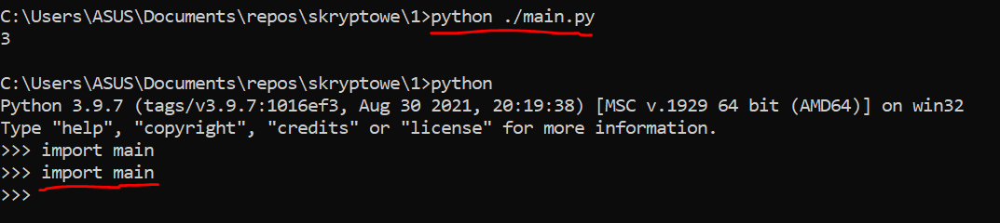 C:\Users\ASUS\Documents\repos\skryptowe\1>python ./main.py
3
C:\Users\ASUS\Documents\repos\skryptowe\1>python
Python 3.9.7 (tags/v3.9.7:1016ef3, Aug 30 2021, 20:19:38) [MSC v.1929 64 bit (AMD64)] on win32
Type "help", "copyright", "credits" or "license" for more information.
>>> import main
>>> import main
>>>